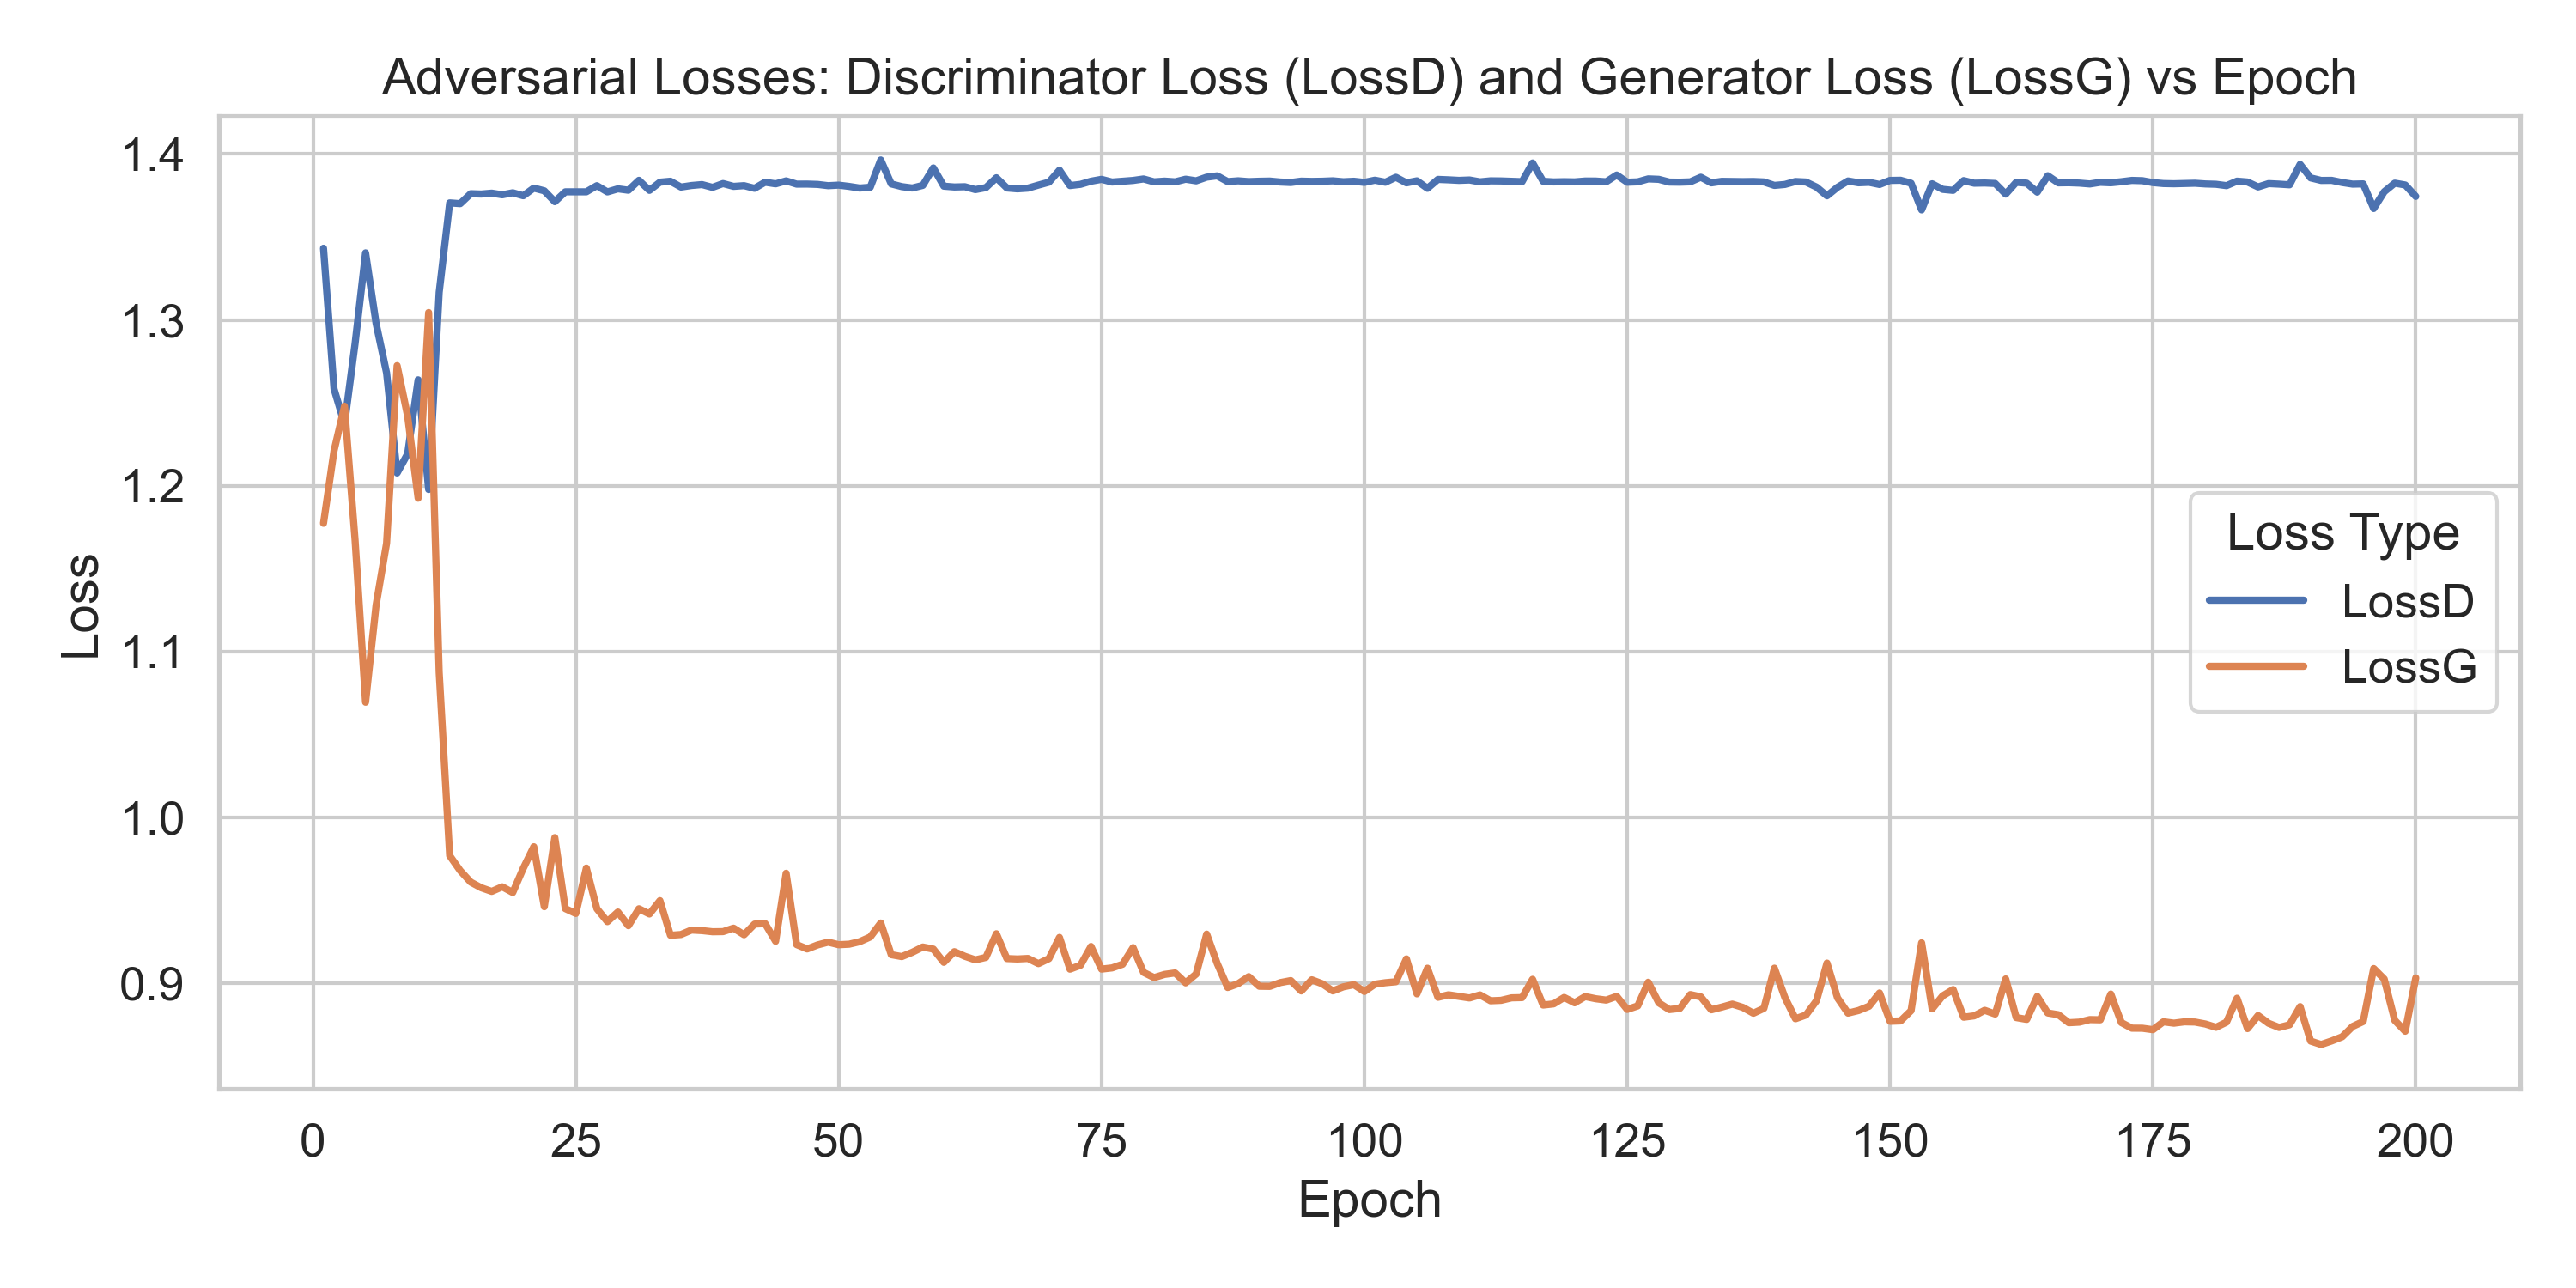 Adversarial Losses: Discriminator Loss (LossD) and Generator Loss (LossG) vs Epoch
1.4
1.3
1.2
1.1
1.0
0.9
Loss
Loss Type
LossD
LossG
0 25 50 75 100 125 150 175 200
Epoch